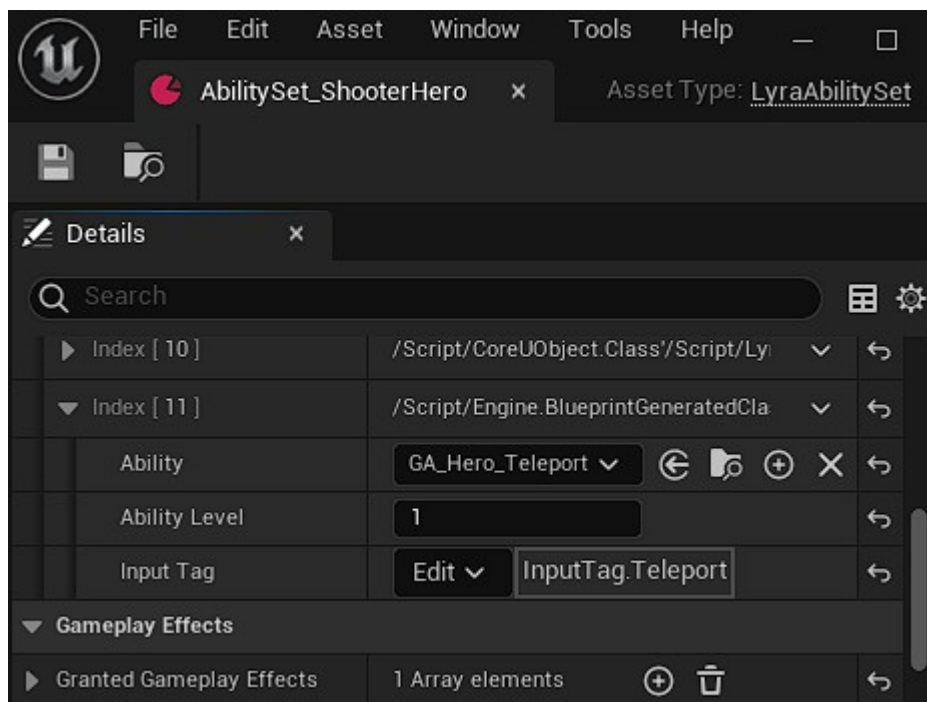 File Edit Asset Window Tools Help
AbilitySet_ShooterHero Asset Type: LyraAbilitySet
Details
Search
Index [ 10 ] /Script/CoreUObject.Class'/Script/Lyr
Index [ 11 ] /Script/Engine.BlueprintGeneratedCla
Ability GA_Hero_Teleport
Ability Level 1
Input Tag Edit InputTag.Teleport
Gameplay Effects
Granted Gameplay Effects 1 Array elements